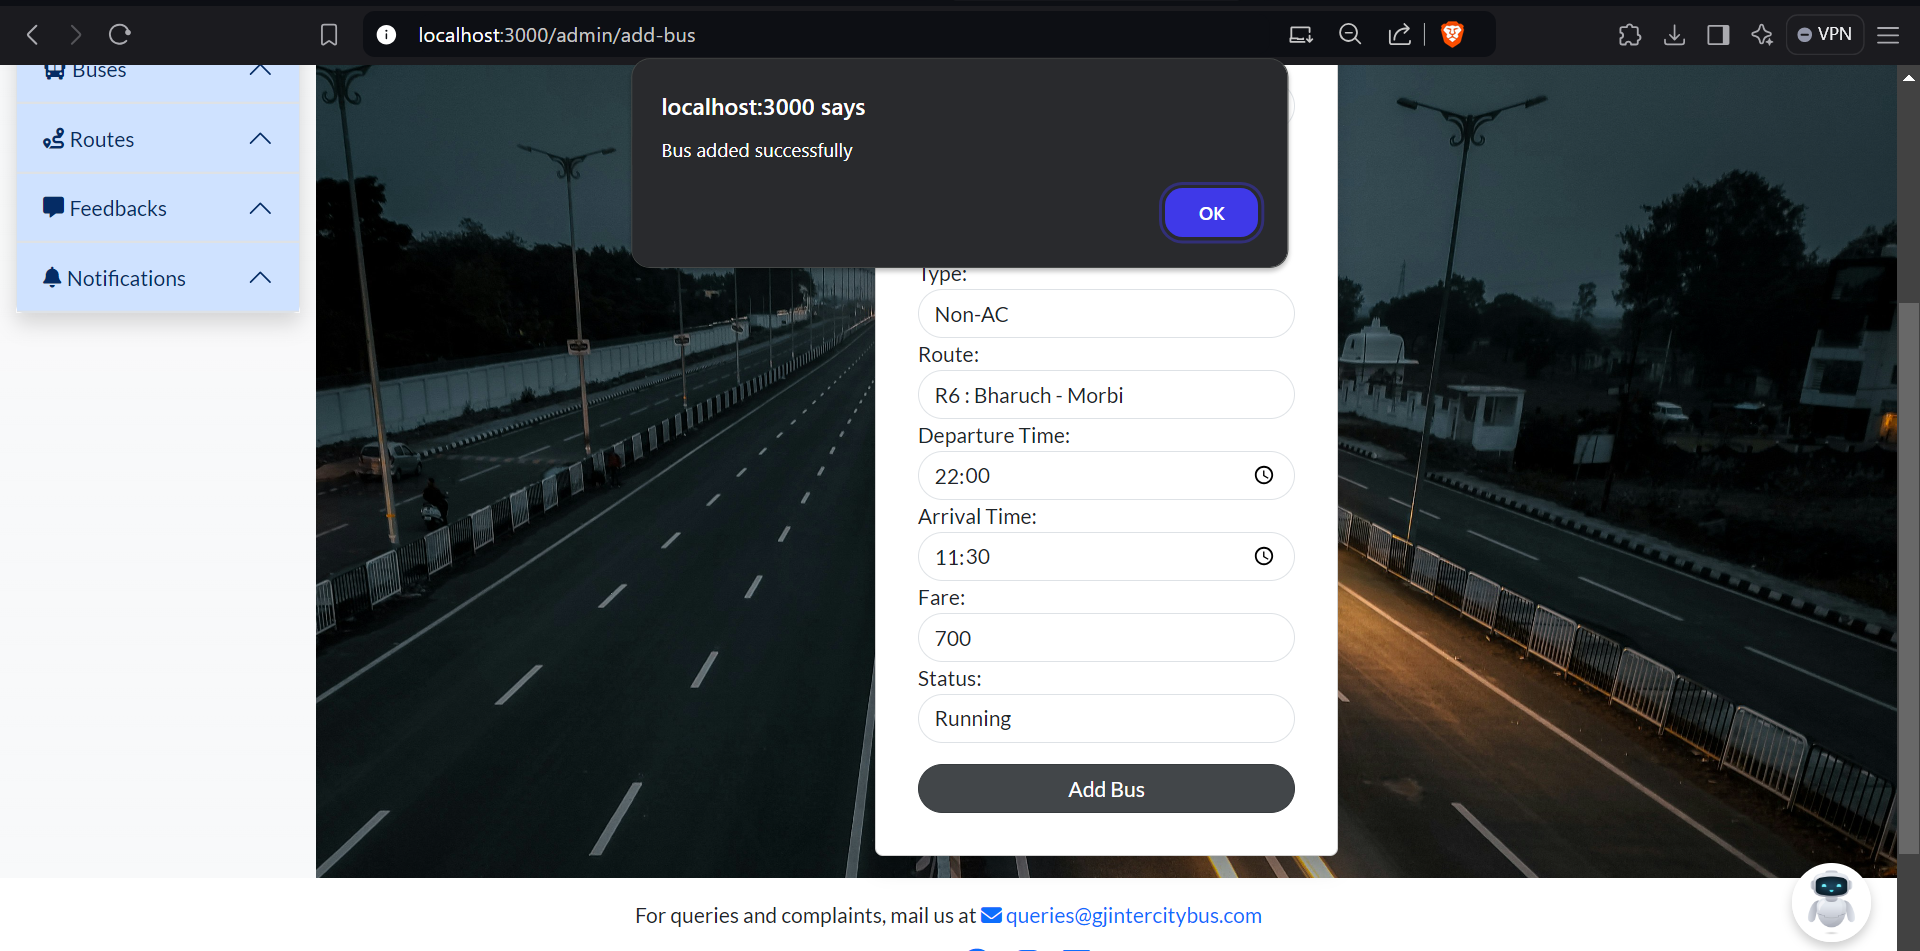 localhost:3000/admin/add-bus
VPN
Buses
Routes
Feedbacks
Notifications
localhost:3000 says
Bus added successfully
OK
Type:
Non-AC
Route:
R6 : Bharuch - Morbi
Departure Time:
22:00
Arrival Time:
11:30
Fare:
700
Status:
Running
Add Bus
For queries and complaints, mail us at queries@gjintercitybus.com